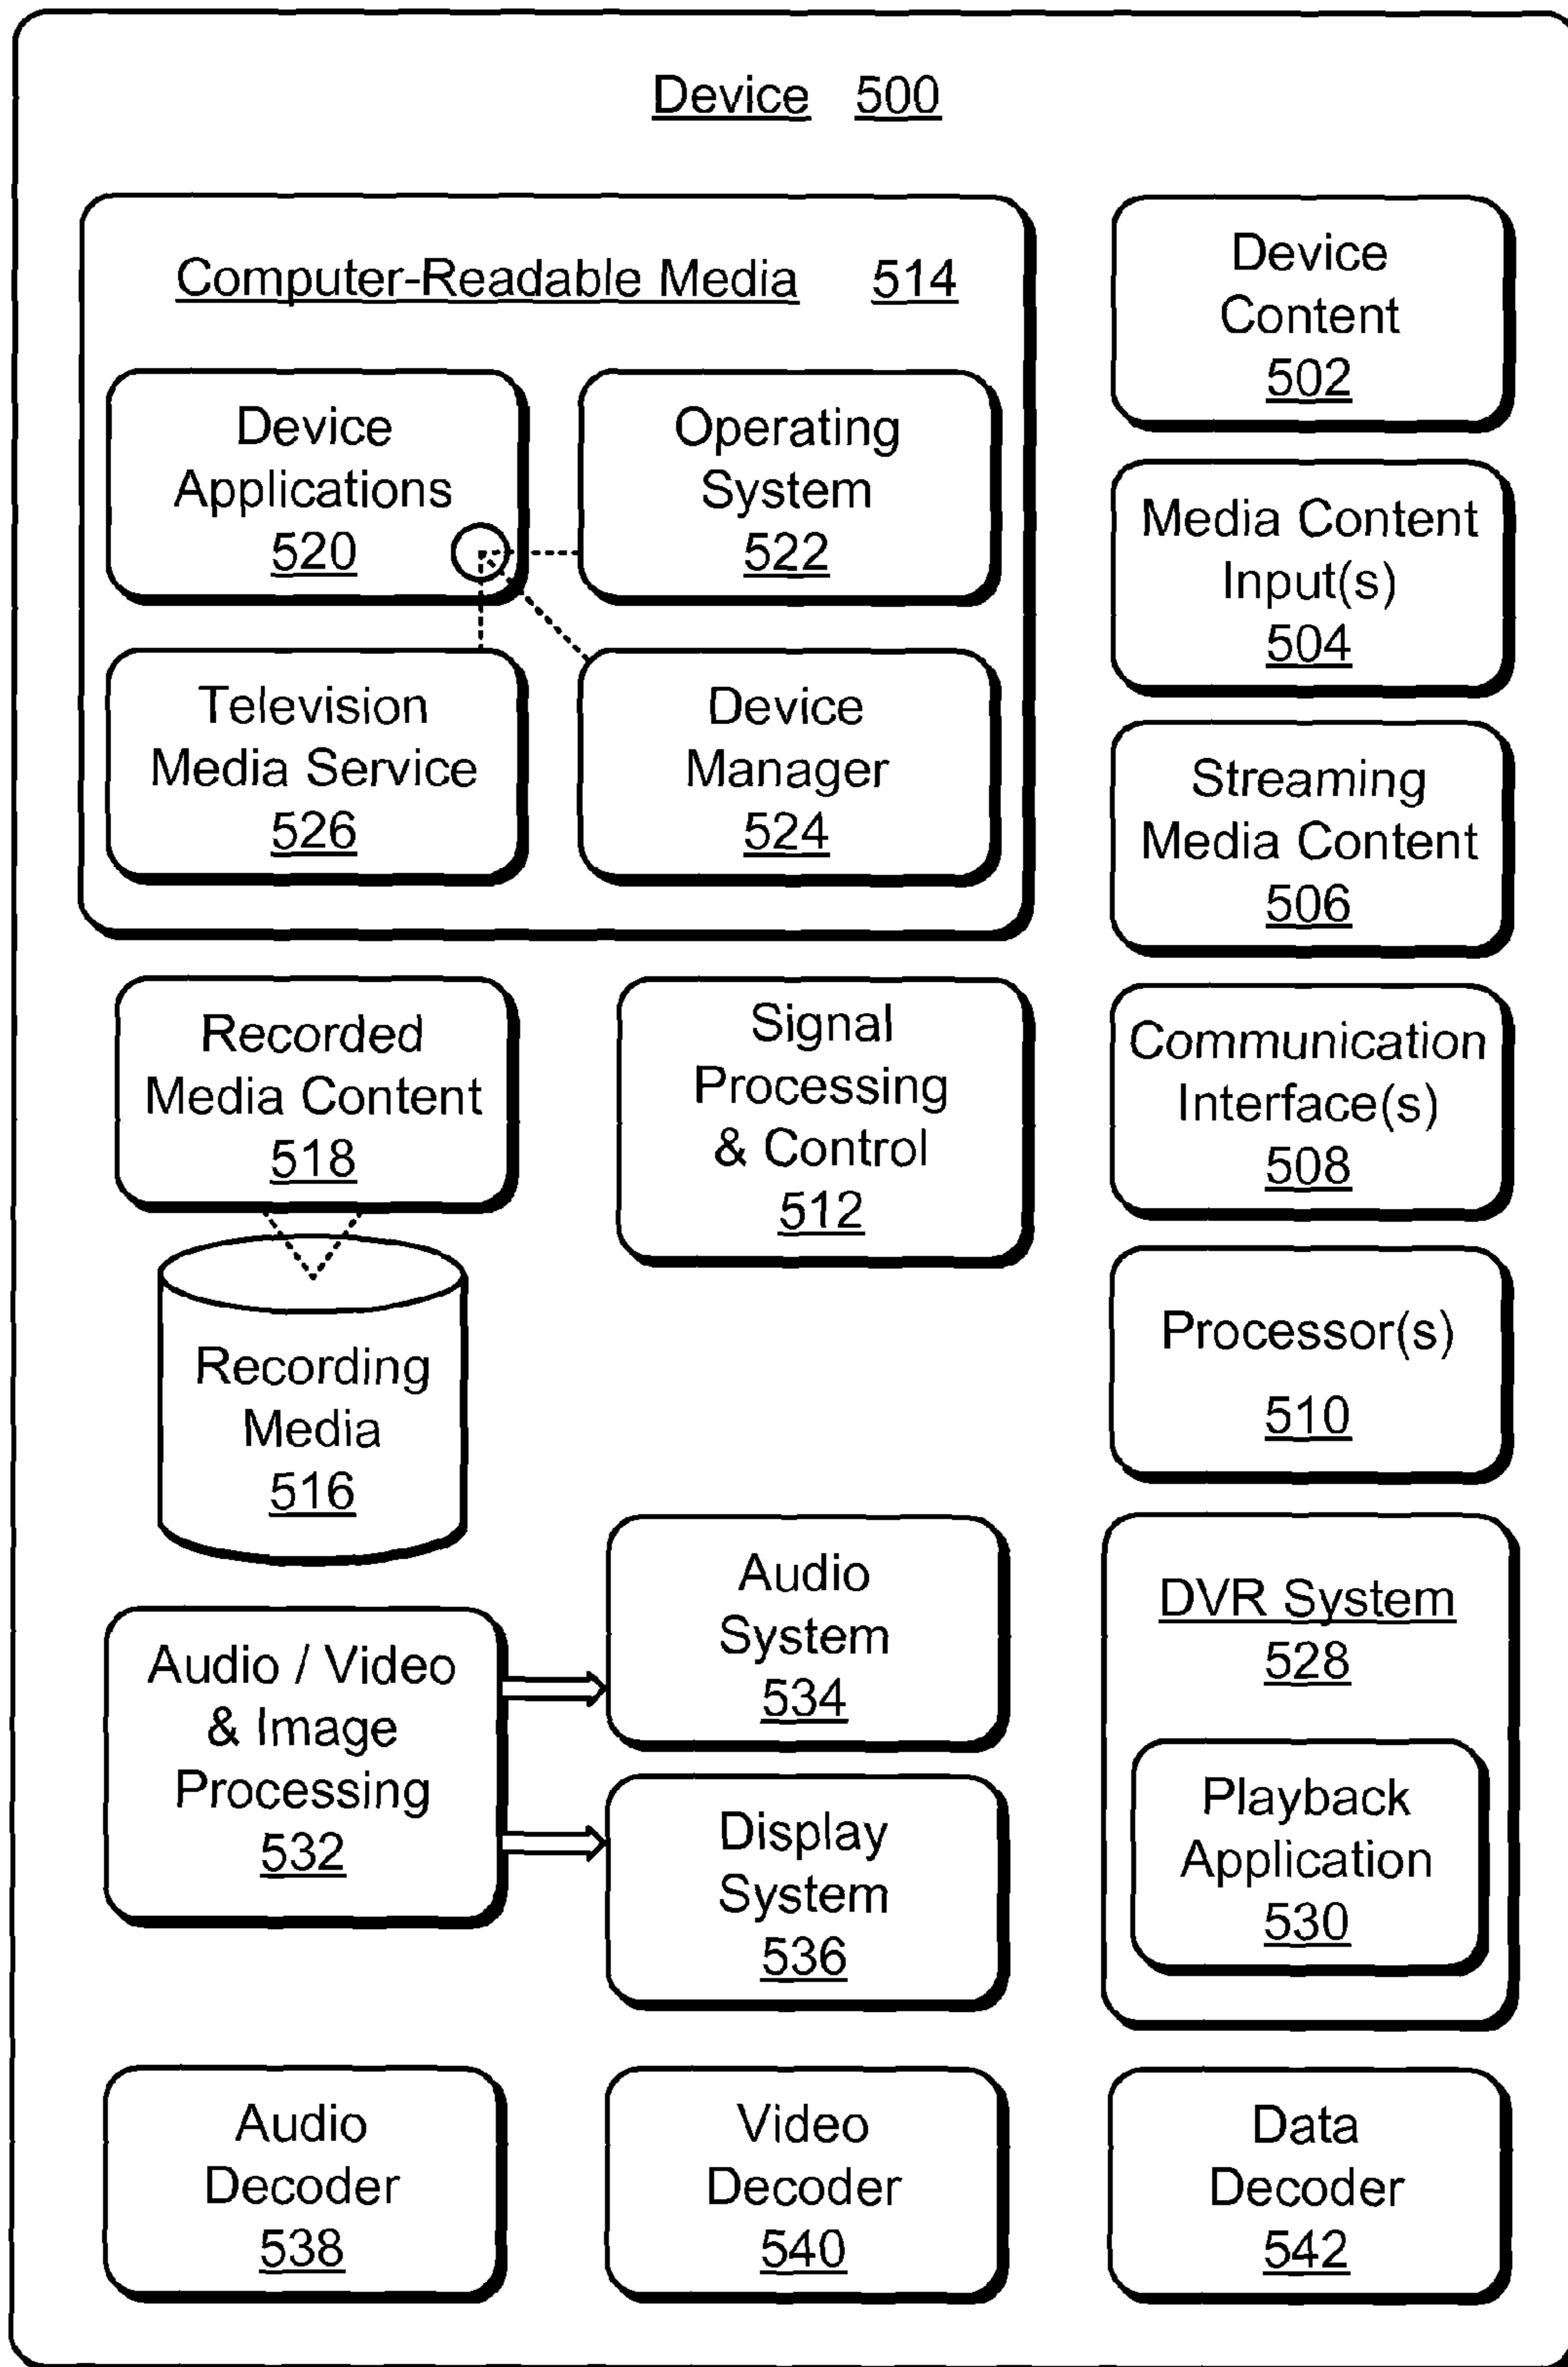 Device 500
Computer-Readable Media 514
Device
Applications
520
Operating
System
522
Television
Media Service
526
Device
Manager
524
Device
Content
502
Media Content
Input(s)
504
Streaming
Media Content
506
Communication
Interface(s)
508
Processor(s)
510
Recorded
Media Content
518
Signal
Processing
& Control
512
Recording
Media
516
Audio / Video
& Image
Processing
532
Audio
System
534
Display
System
536
DVR System
528
Playback
Application
530
Audio
Decoder
538
Video
Decoder
540
Data
Decoder
542